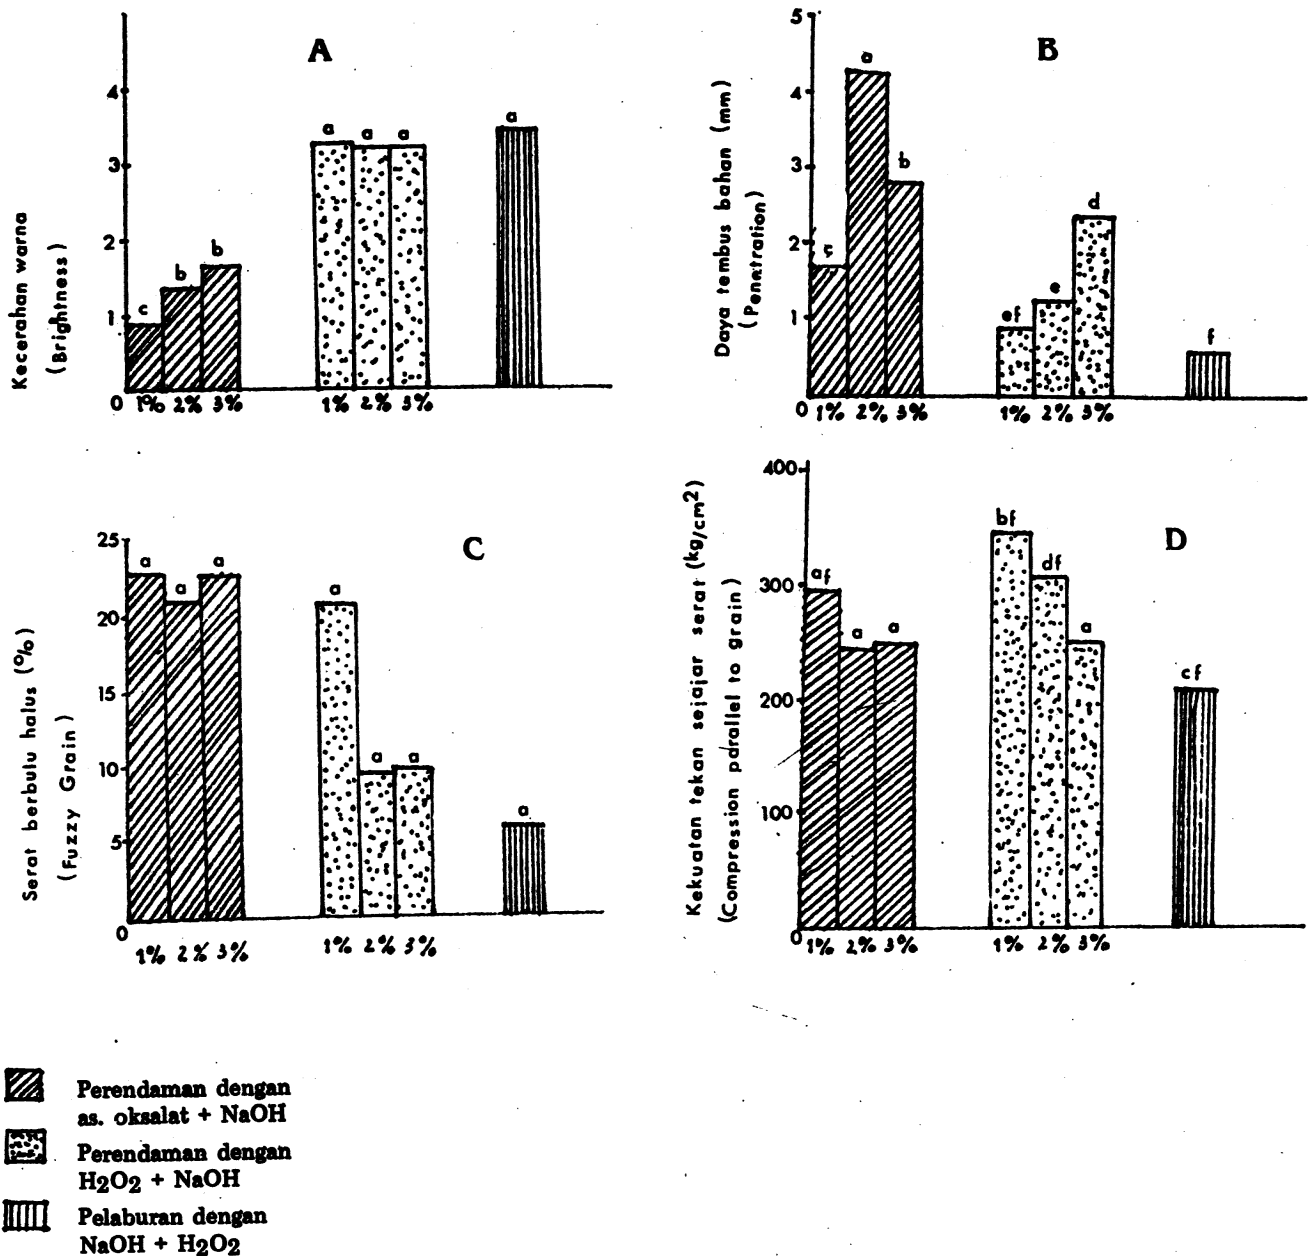 A
4
3
2
1
0
Kecerahan warna
(Brightness)
c
b
b
a
a
a
a
1% 2% 3%
1% 2% 3%
B
5
4
3
2
1
0
Daya tembus bahan (mm)
(Penetration)
c
a
b
ef
e
d
f
1% 2% 3%
1% 2% 3%
C
25
20
15
10
5
0
Serat berbulu halus (%)
(Fuzzy Grain)
a
a
a
a
a
a
a
1% 2% 3%
1% 2% 3%
D
400
300
200
100
0
Kekuatan tekan sejajar serat (kg/cm²)
(Compression parallel to grain)
af
a
a
bf
df
a
cf
1% 2% 3%
1% 2% 3%
Perendaman dengan
as. oksalat + NaOH
Perendaman dengan
H₂O₂ + NaOH
Pelaburan dengan
NaOH + H₂O₂